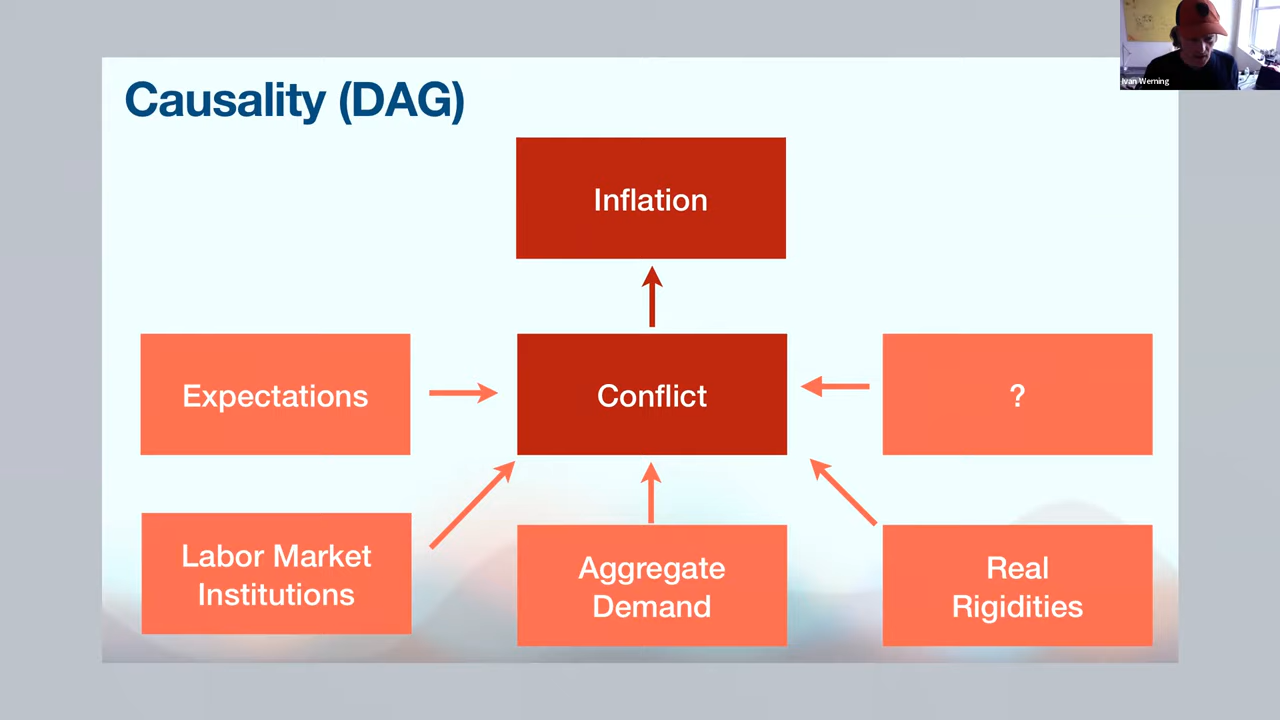 Ivan Werning
Causality (DAG)
Inflation
Expectations
Conflict
?
Labor Market
Institutions
Aggregate
Demand
Real
Rigidities